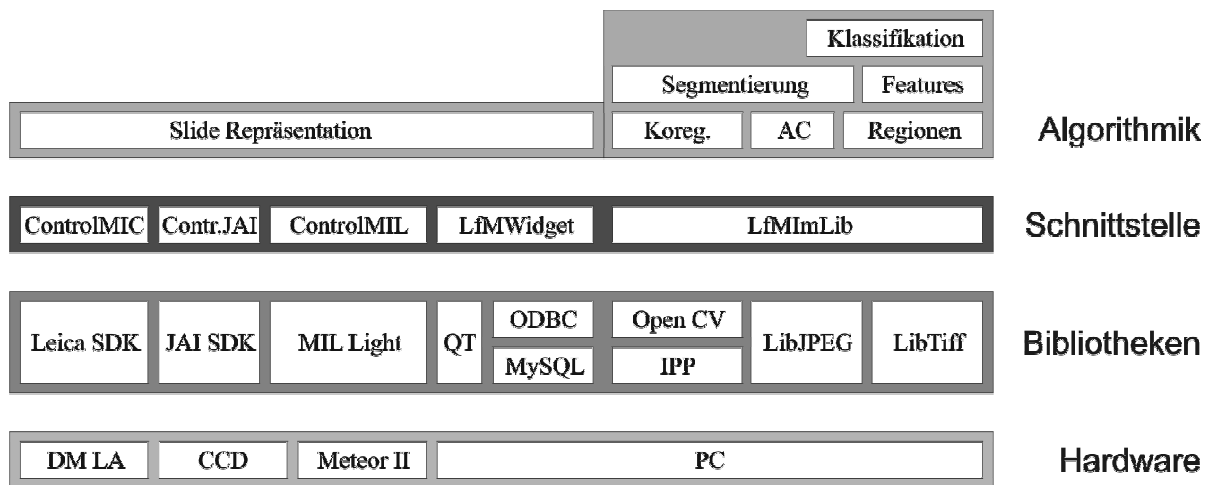 Klassifikation
Segmentierung Features
Slide Repräsentation Koreg. AC Regionen Algorithmik
ControlMIC Contr.JAI ControlMIL LfMWidget LfMImLib Schnittstelle
ODBC Open CV
Leica SDK JAI SDK MIL Light QT LibJPEG LibTiff Bibliotheken
MySQL IPP
DM LA CCD Meteor II PC Hardware